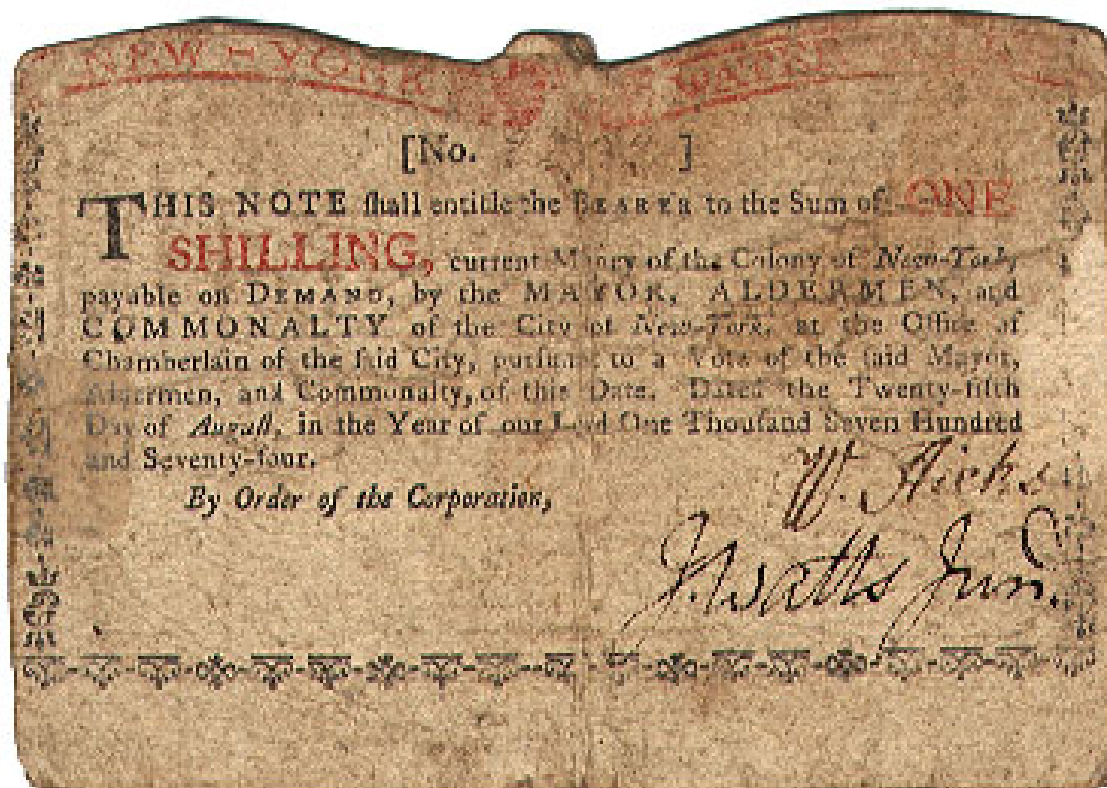 NEW-YORK WATER
[No. ]
THIS NOTE ſhall entitle the BEARER to the Sum of ONE
SHILLING, current Money of the Colony of New-York,
payable on DEMAND, by the MAYOR, ALDERMEN, and
COMMONALTY of the City of New-York, at the Office of
Chamberlain of the ſaid City, purſuant to a Vote of the ſaid Mayor,
Aldermen, and Commonalty, of this Date. Dated the Twenty-fifth
Day of Auguſt, in the Year of our Lord One Thouſand Seven Hundred
and Seventy-four.
By Order of the Corporation,
W. Hicks
J. Watts Jun.